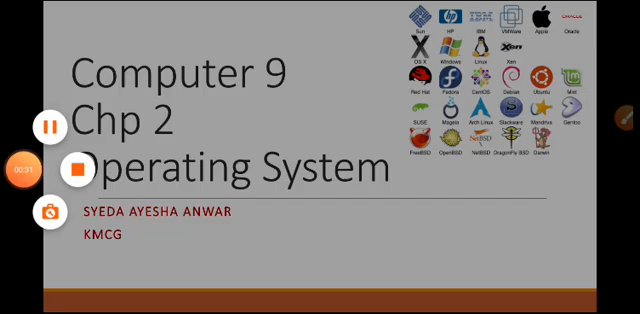 Computer 9
Chp 2
Operating System
SYEDA AYESHA ANWAR
KMCG
00:31
Sun HP IBM VMWare Apple Oracle
ORACLE
OS X Windows Linux Xen
Red Hat Fedora CentOS Debian Ubuntu Mint
SUSE Mageia Arch Linux Slackware Mandriva Gentoo
FreeBSD OpenBSD NetBSD DragonFly BSD Darwin